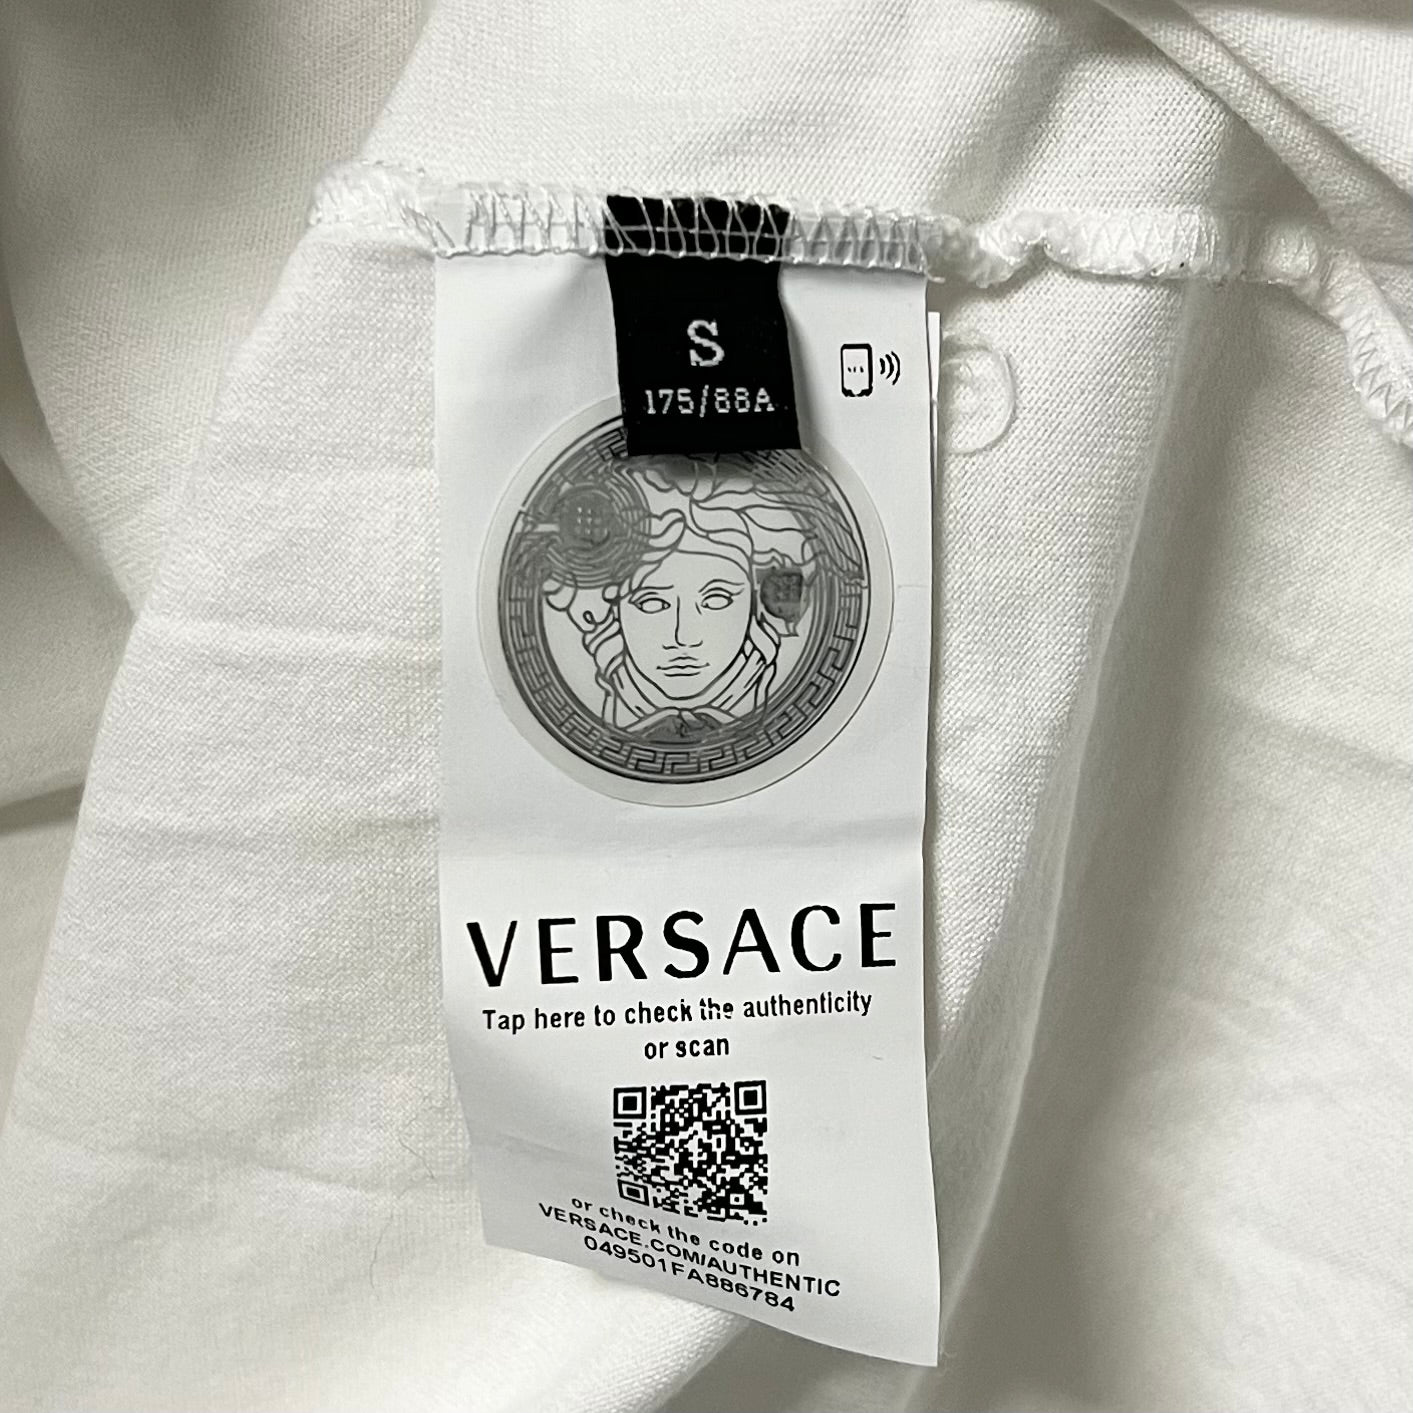 S
175/88A
VERSACE
Tap here to check the authenticity
or scan
or check the code on
VERSACE.COM/AUTHENTIC
049501FA886784